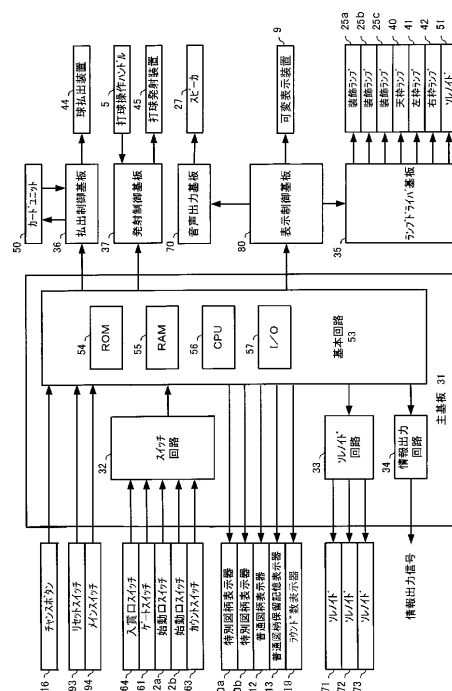 チャンスボタン
16
リセットスイッチ
93
メインスイッチ
94
入賞口スイッチ
64
ゲートスイッチ
61
始動口スイッチ
2a
始動口スイッチ
2b
カウントスイッチ
63
特別図柄表示器
0a
特別図柄表示器
0b
普通図柄表示器
12
普通図柄保留記憶表示器
13
ラウンド数表示器
19
ソレノイド
71
ソレノイド
72
ソレノイド
73
情報出力信号
スイッチ
回路
32
ソレノイド
回路
33
情報出力
回路
34
ROM
54
RAM
55
CPU
56
I/O
57
基本回路
53
主基板 31
カードユニット
50
払出制御基板
36
発射制御基板
37
音声出力基板
70
表示制御基板
80
ランプドライバ基板
35
球払出装置
44
打球操作ハンドル
5
打球発射装置
45
スピーカ
27
可変表示装置
9
装飾ランプ
25a
装飾ランプ
25b
装飾ランプ
25c
天枠ランプ
40
左枠ランプ
41
右枠ランプ
42
ソレノイド
51